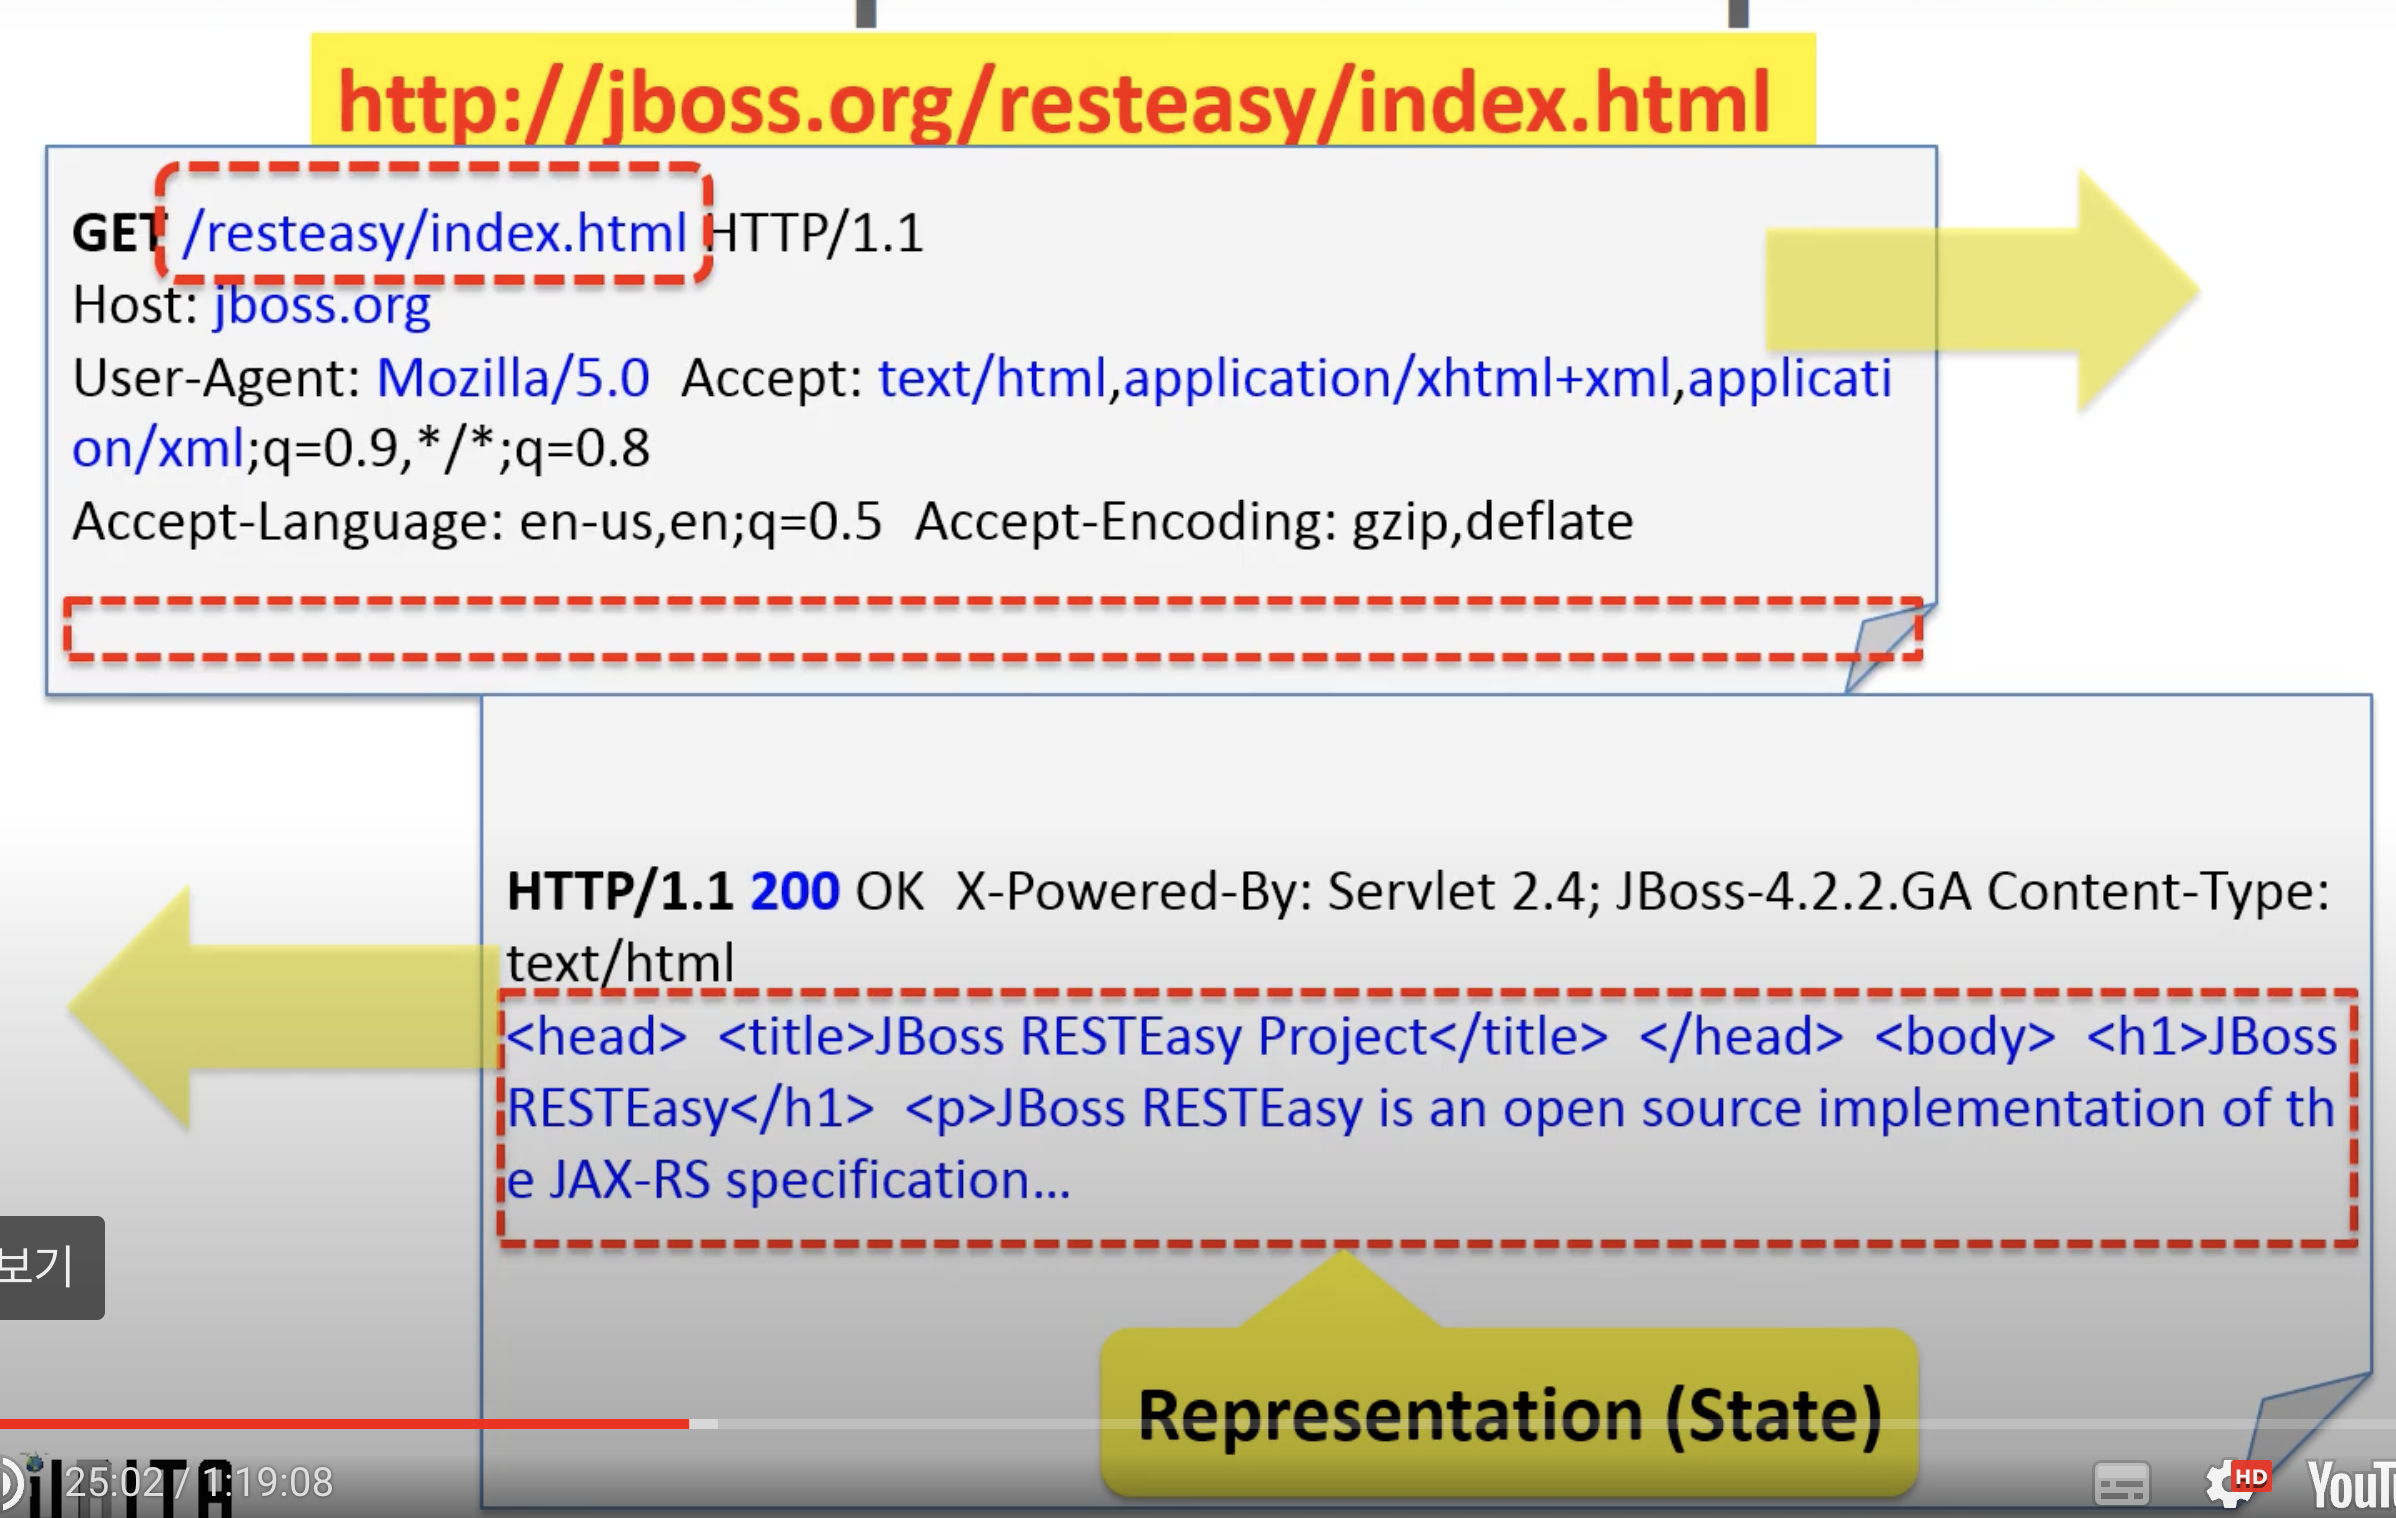 http://jboss.org/resteasy/index.html
GET /resteasy/index.html HTTP/1.1
Host: jboss.org
User-Agent: Mozilla/5.0 Accept: text/html,application/xhtml+xml,applicati
on/xml;q=0.9,*/*;q=0.8
Accept-Language: en-us,en;q=0.5 Accept-Encoding: gzip,deflate
HTTP/1.1 200 OK X-Powered-By: Servlet 2.4; JBoss-4.2.2.GA Content-Type:
text/html
<head> <title>JBoss RESTEasy Project</title> </head> <body> <h1>JBoss
RESTEasy</h1> <p>JBoss RESTEasy is an open source implementation of th
e JAX-RS specification...
보기
Representation (State)
25:02 / 1:19:08
HD
YouT